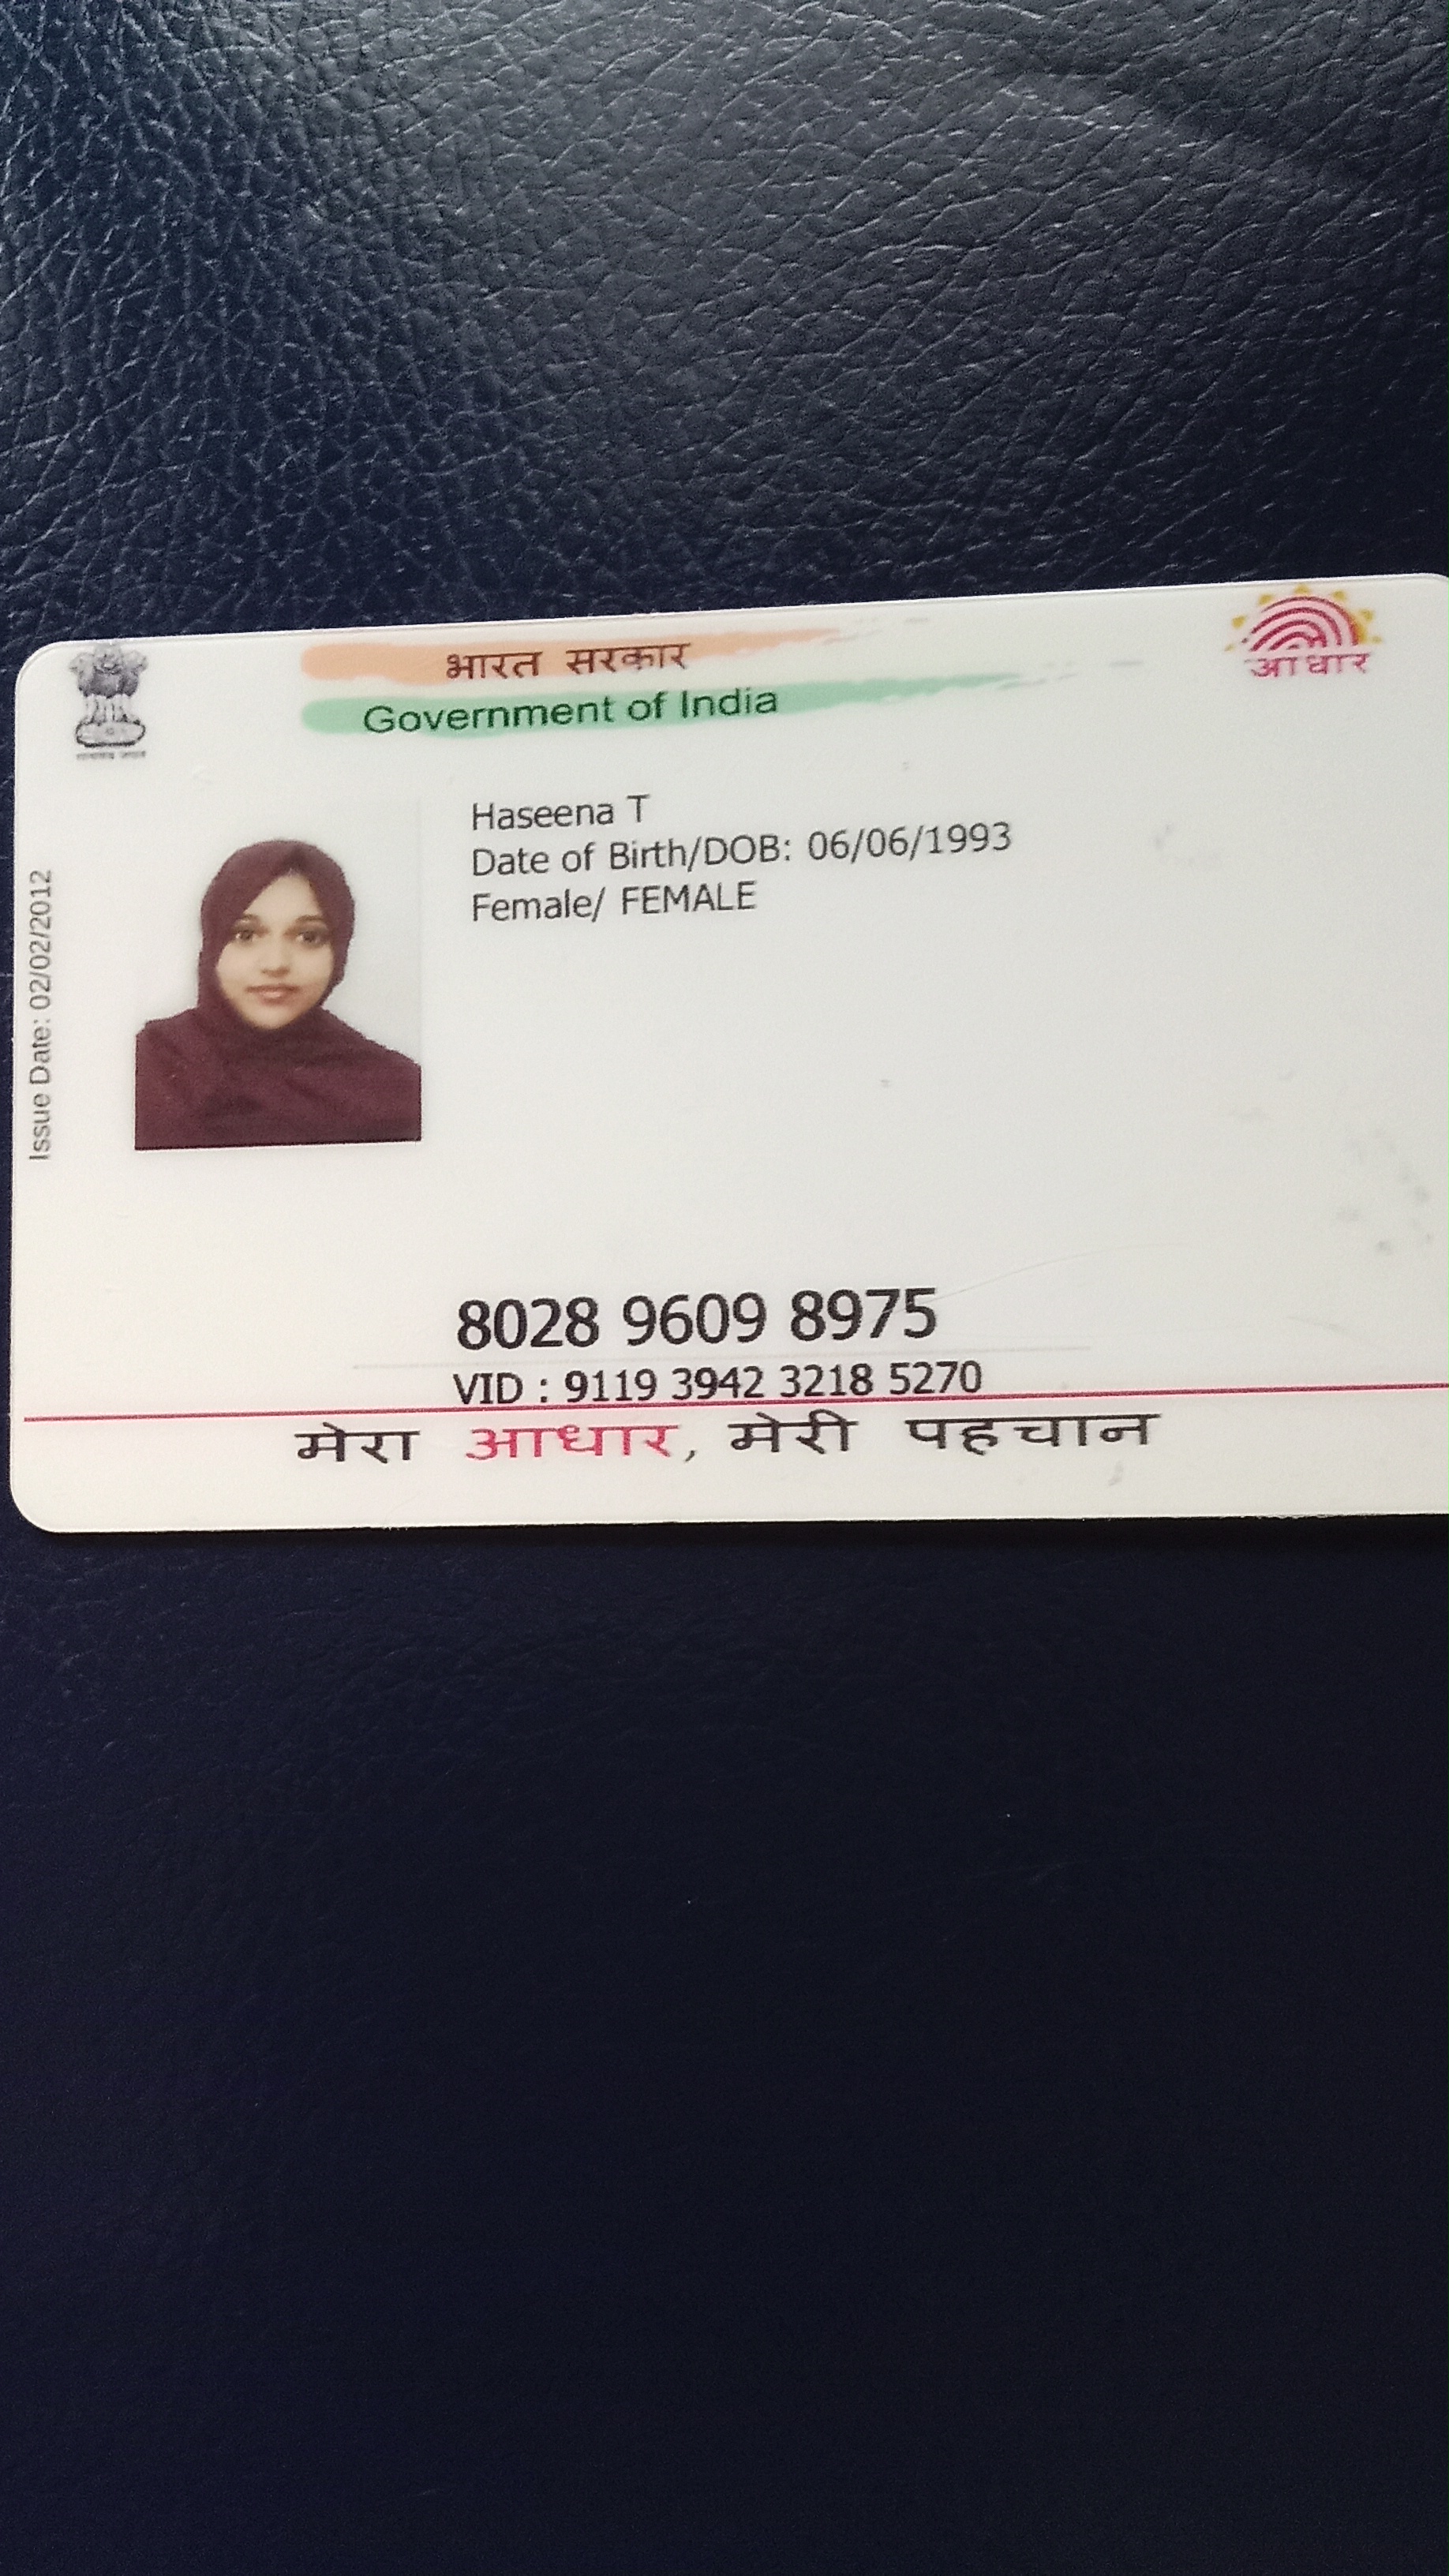 भारत सरकार
Government of India
आधार
Haseena T
Date of Birth/DOB: 06/06/1993
Female/ FEMALE
Issue Date: 02/02/2012
8028 9609 8975
VID : 9119 3942 3218 5270
मेरा आधार, मेरी पहचान